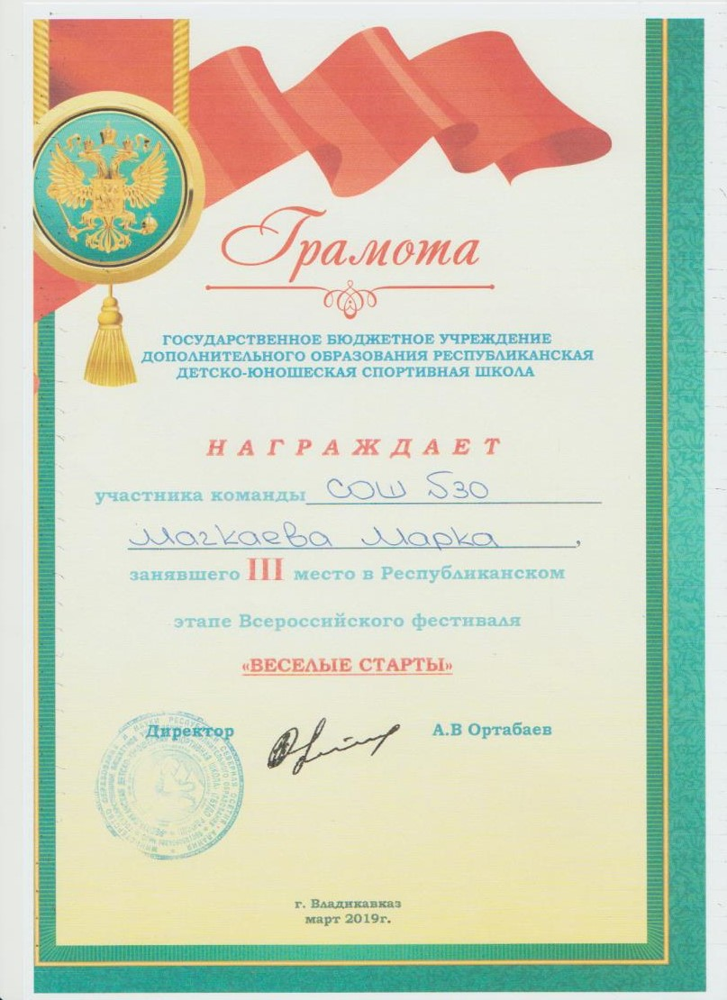 Грамота
ГОСУДАРСТВЕННОЕ БЮДЖЕТНОЕ УЧРЕЖДЕНИЕ
ДОПОЛНИТЕЛЬНОГО ОБРАЗОВАНИЯ РЕСПУБЛИКАНСКАЯ
ДЕТСКО-ЮНОШЕСКАЯ СПОРТИВНАЯ ШКОЛА
НАГРАЖДАЕТ
участника команды СОШ №30
Магкаева Марка,
занявшего III место в Республиканском
этапе Всероссийского фестиваля
«ВЕСЕЛЫЕ СТАРТЫ»
Директор А.В Ортабаев
г. Владикавказ
март 2019г.